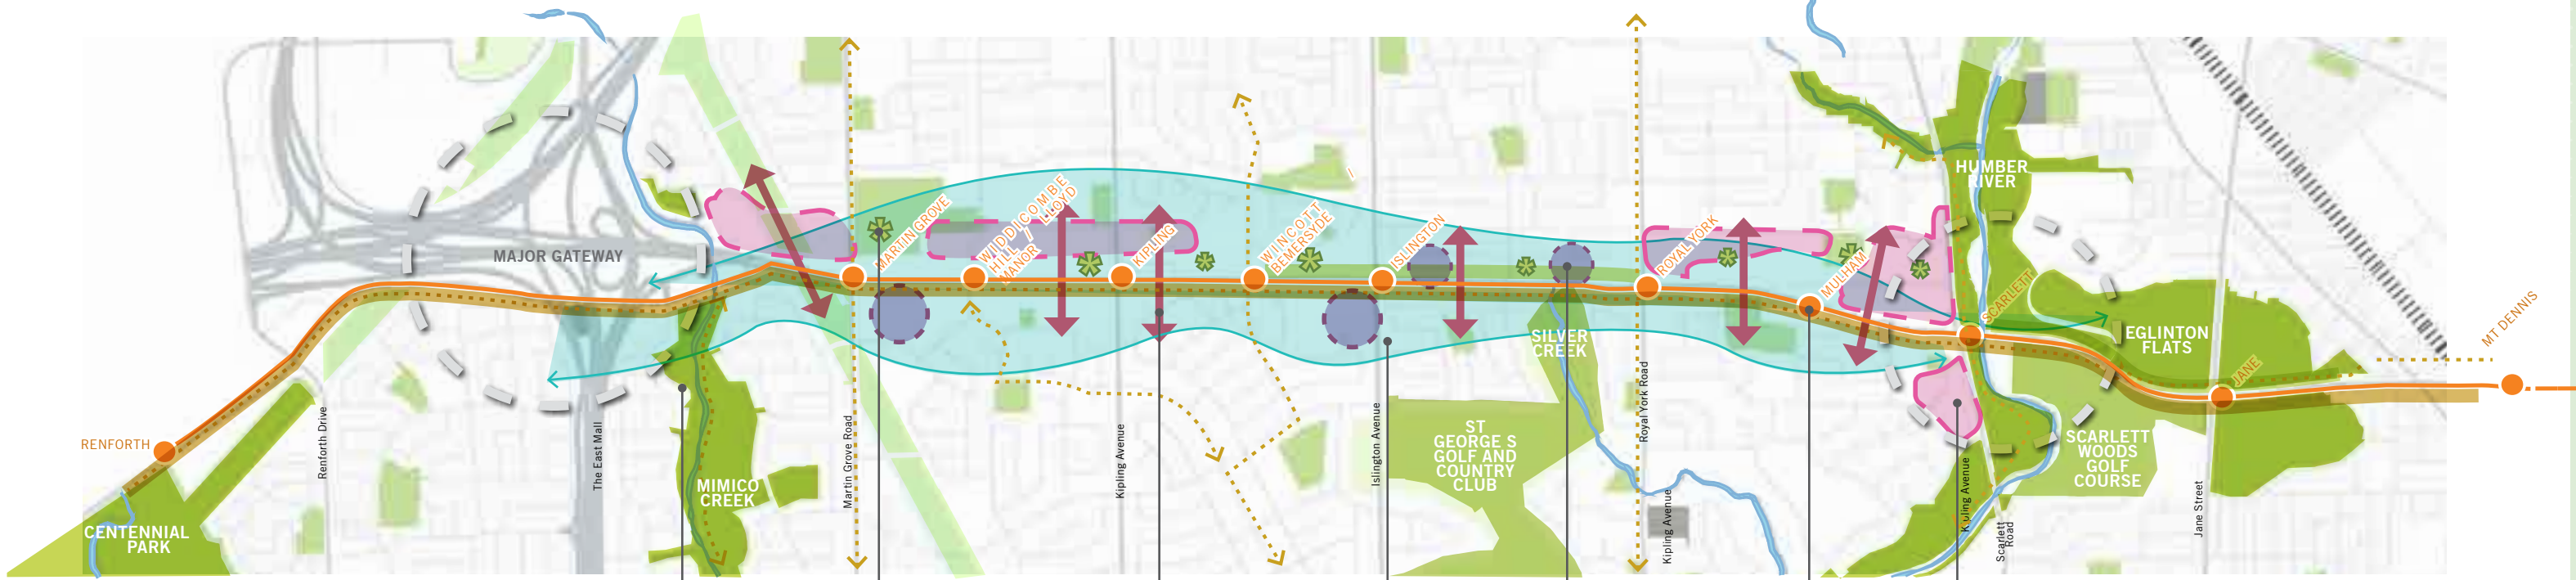 RENFORTH
CENTENNIAL
PARK
Renforth Drive
MAJOR GATEWAY
The East Mall
MIMICO
CREEK
Martin Grove Road
MARTIN GROVE
WIDDICOMBE
HILL / LLOYD
MANOR
KIPLING
Kipling Avenue
WINCOTT
BEMERSYDE
/
ISLINGTON
Islington Avenue
ST
GEORGE S
GOLF AND
COUNTRY
CLUB
SILVER
CREEK
Royal York Road
ROYAL YORK
Kipling Avenue
MULHAM
HUMBER
RIVER
SCARLETT
Kipling Avenue
Scarlett
Road
EGLINTON
FLATS
SCARLETT
WOODS
GOLF
COURSE
Jane Street
JANE
MT DENNIS